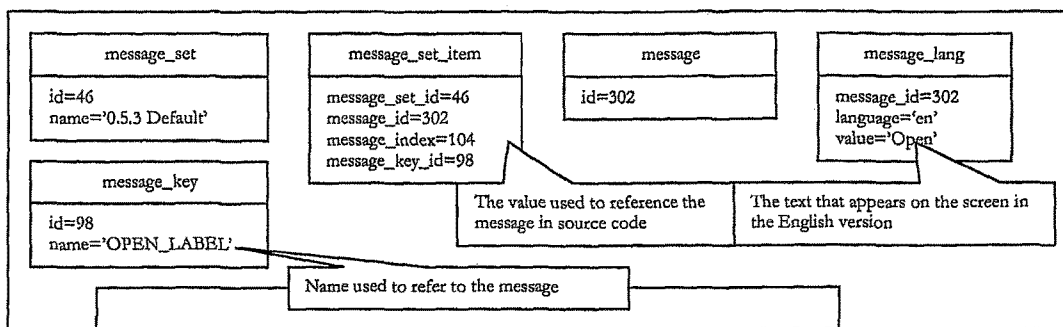 message_set
id=46
name='0.5.3 Default'
message_set_item
message_set_id=46
message_id=302
message_index=104
message_key_id=98
message
id=302
message_lang
message_id=302
language='en'
value='Open'
message_key
id=98
name='OPEN_LABEL'
The value used to reference the
message in source code
The text that appears on the screen in
the English version
Name used to refer to the message